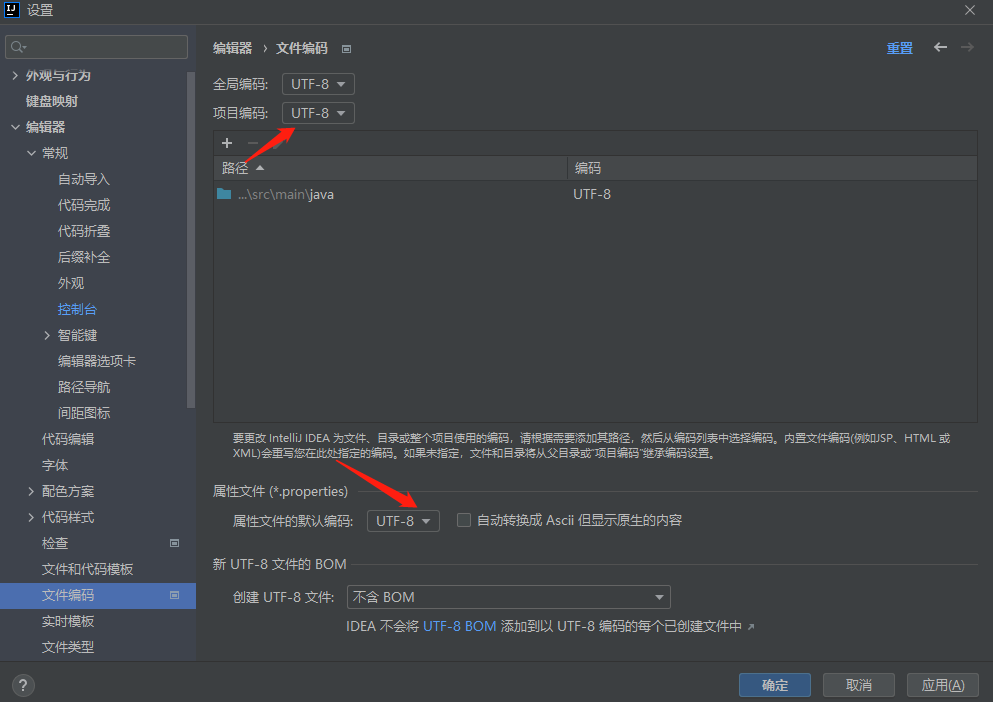 设置
编辑器 › 文件编码
重置
外观与行为
键盘映射
编辑器
常规
自动导入
代码完成
代码折叠
后缀补全
外观
控制台
智能键
编辑器选项卡
路径导航
间距图标
代码编辑
字体
配色方案
代码样式
检查
文件和代码模板
文件编码
实时模板
文件类型
全局编码: UTF-8
项目编码: UTF-8
路径 编码
...\src\main\java UTF-8
要更改 IntelliJ IDEA 为文件、目录或整个项目使用的编码，请根据需要添加其路径，然后从编码列表中选择编码。内置文件编码(例如JSP、HTML 或
XML)会重写您在此处指定的编码。如果未指定，文件和目录将从父目录或"项目编码"继承编码设置。
属性文件 (*.properties)
属性文件的默认编码: UTF-8 自动转换成 Ascii 但显示原生的内容
新 UTF-8 文件的 BOM
创建 UTF-8 文件: 不含 BOM
IDEA 不会将 UTF-8 BOM 添加到以 UTF-8 编码的每个已创建文件中 ↗
?
确定 取消 应用(A)